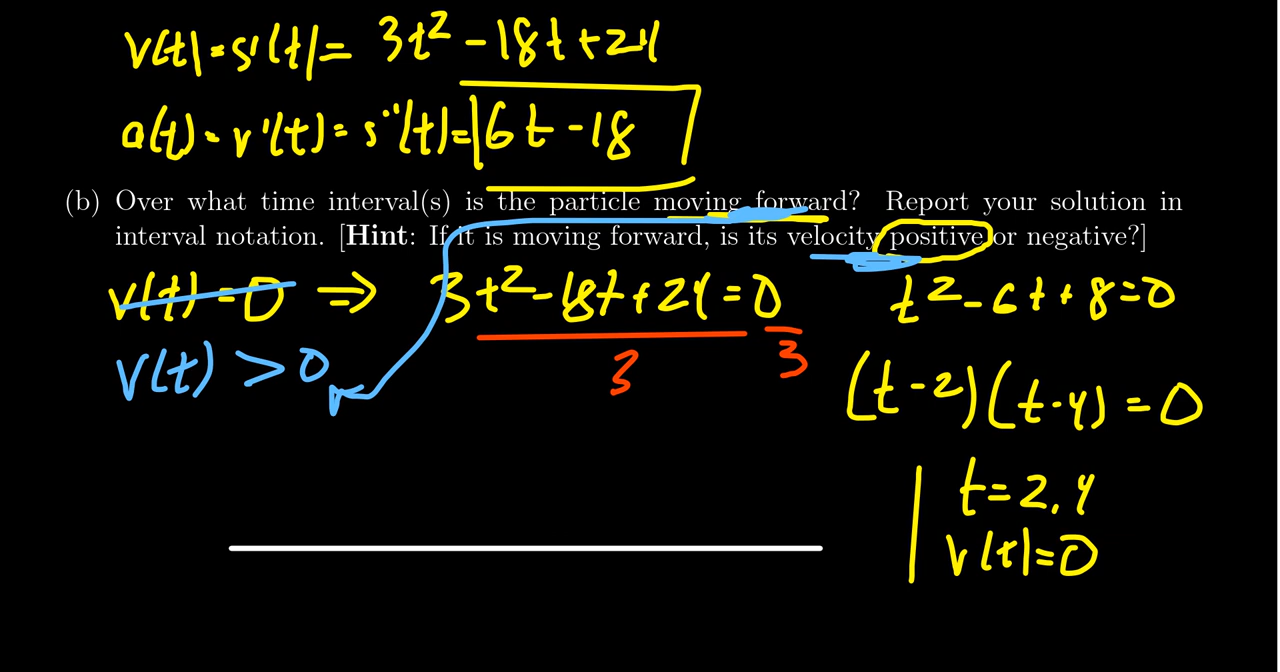 v(t) = s'(t) = 3t² - 18t + 24
a(t) = v'(t) = s''(t) = 6t - 18
(b) Over what time interval(s) is the particle moving forward? Report your solution in
interval notation. [Hint: If it is moving forward, is its velocity positive or negative?]
v(t) = 0 ⇒ 3t² - 18t + 24 = 0
3 3
t² - 6t + 8 = 0
v(t) > 0
(t - 2)(t - 4) = 0
t = 2, 4
v(t) = 0